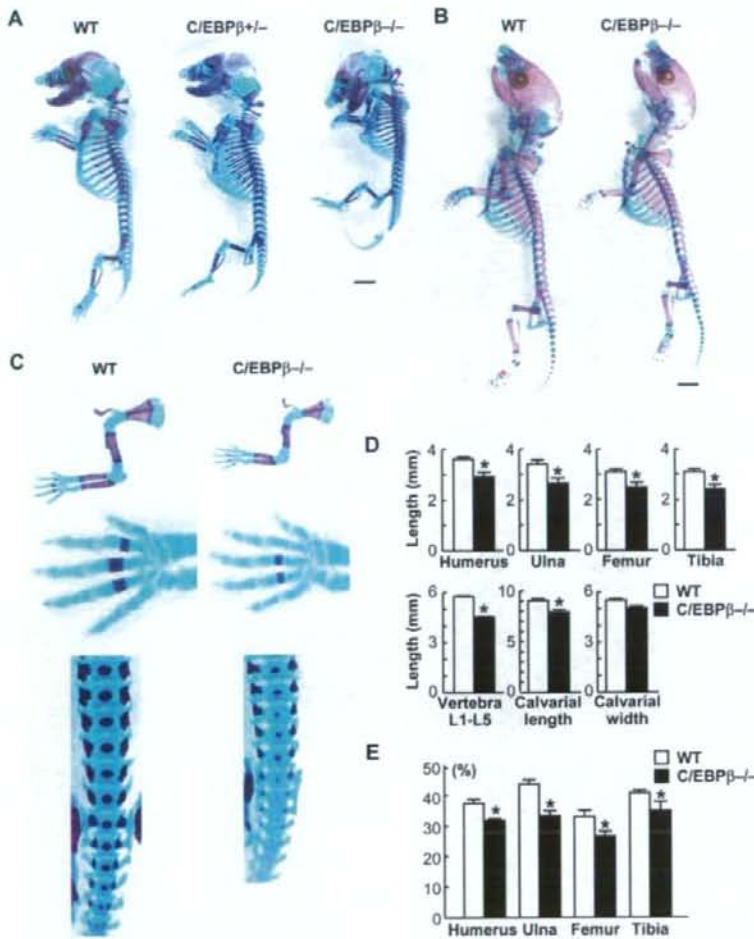 A
WT
C/EBPβ+/–
C/EBPβ–/–
B
WT
C/EBPβ–/–
C
WT
C/EBPβ–/–
D
Length (mm)
4
2
0
Humerus
4
2
0
Ulna
4
2
0
Femur
4
2
0
Tibia
*
*
*
*
Length (mm)
6
3
0
Vertebra
L1-L5
10
5
0
Calvarial
length
6
3
0
Calvarial
width
*
*
WT
C/EBPβ–/–
E
(%)
50
40
30
20
10
0
*
*
*
*
WT
C/EBPβ–/–
Humerus Ulna Femur Tibia